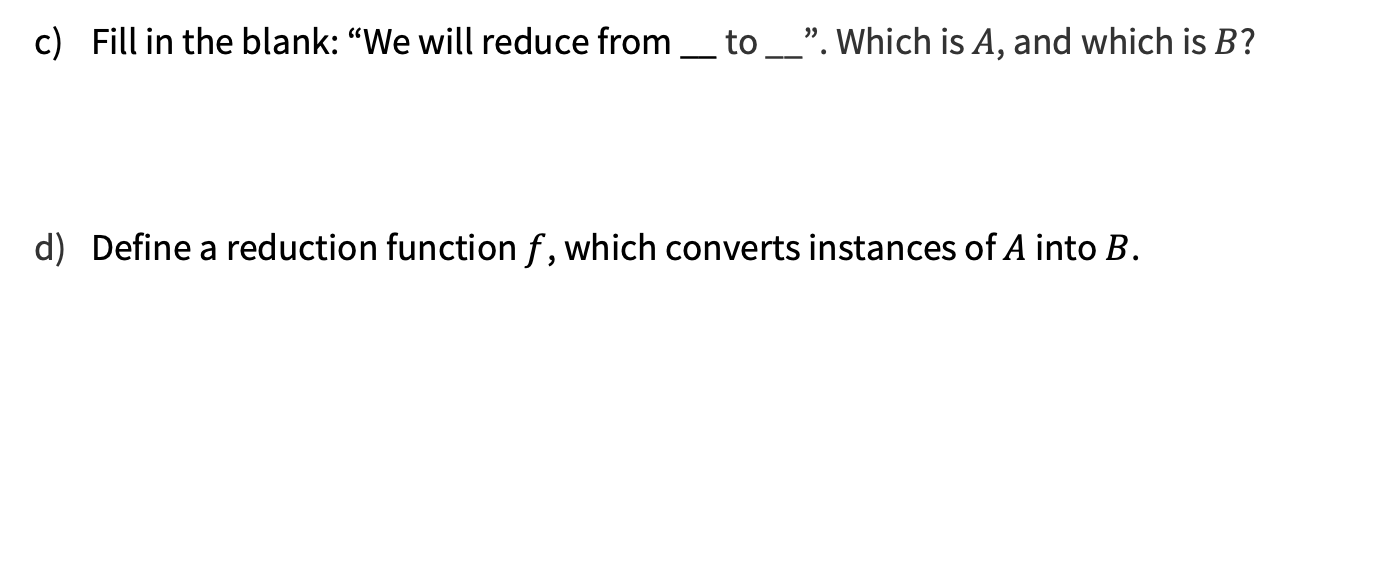 c) Fill in the blank: “We will reduce from __ to __”. Which is A, and which is B?
d) Define a reduction function f, which converts instances of A into B.